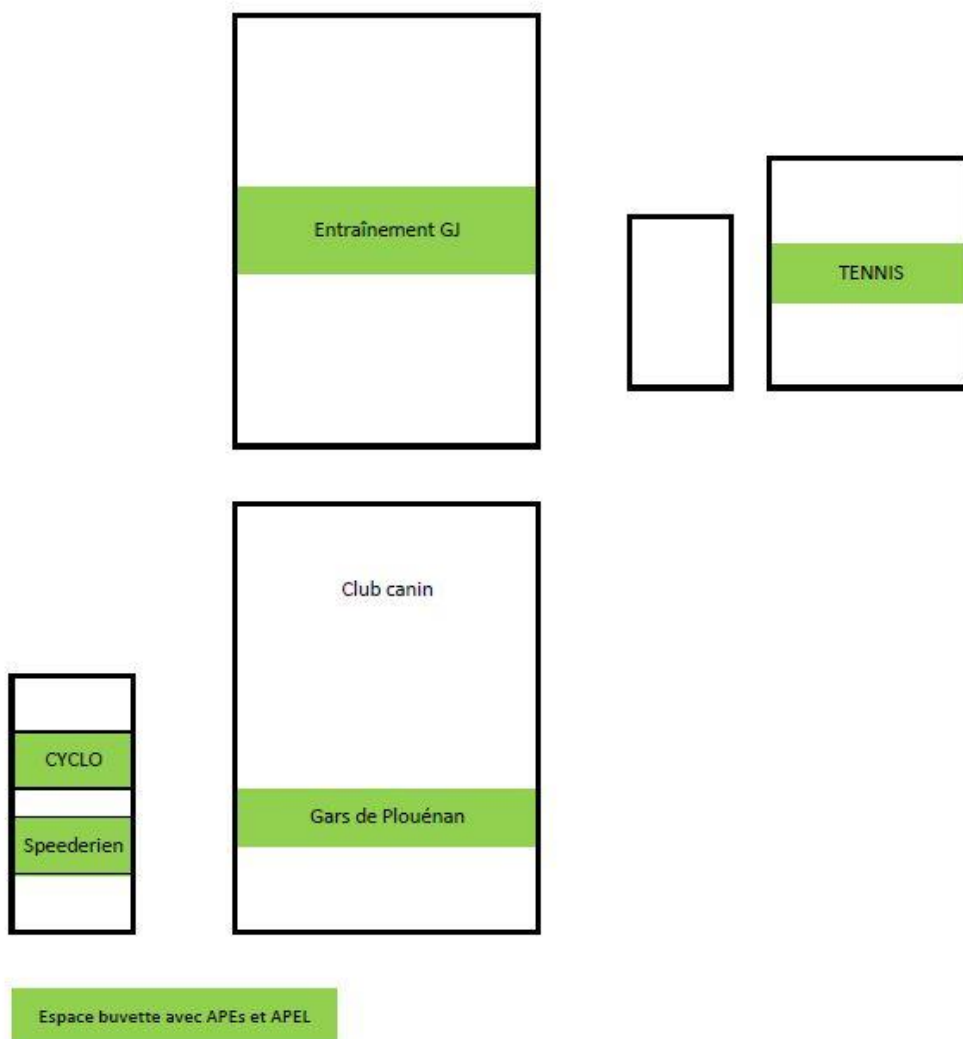 Entraînement GJ
TENNIS
Club canin
CYCLO
Gars de Plouénan
Speederien
Espace buvette avec APEs et APEL